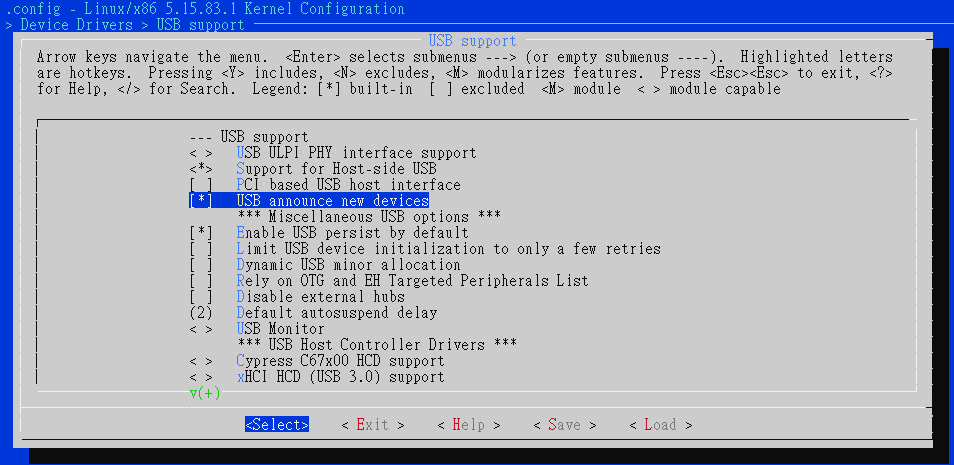 .config - Linux/x86 5.15.83.1 Kernel Configuration
> Device Drivers > USB support
USB support
Arrow keys navigate the menu.  <Enter> selects submenus ---> (or empty submenus ----).  Highlighted letters
are hotkeys.  Pressing <Y> includes, <N> excludes, <M> modularizes features.  Press <Esc><Esc> to exit, <?>
for Help, </> for Search.  Legend: [*] built-in  [ ] excluded  <M> module  < > module capable
--- USB support
< >   USB ULPI PHY interface support
<*>   Support for Host-side USB
[ ]   PCI based USB host interface
[*]   USB announce new devices
*** Miscellaneous USB options ***
[*]   Enable USB persist by default
[ ]   Limit USB device initialization to only a few retries
[ ]   Dynamic USB minor allocation
[ ]   Rely on OTG and EH Targeted Peripherals List
[ ]   Disable external hubs
(2)   Default autosuspend delay
< >   USB Monitor
*** USB Host Controller Drivers ***
< >   Cypress C67x00 HCD support
< >   xHCI HCD (USB 3.0) support
v(+)
<Select>    < Exit >    < Help >    < Save >    < Load >